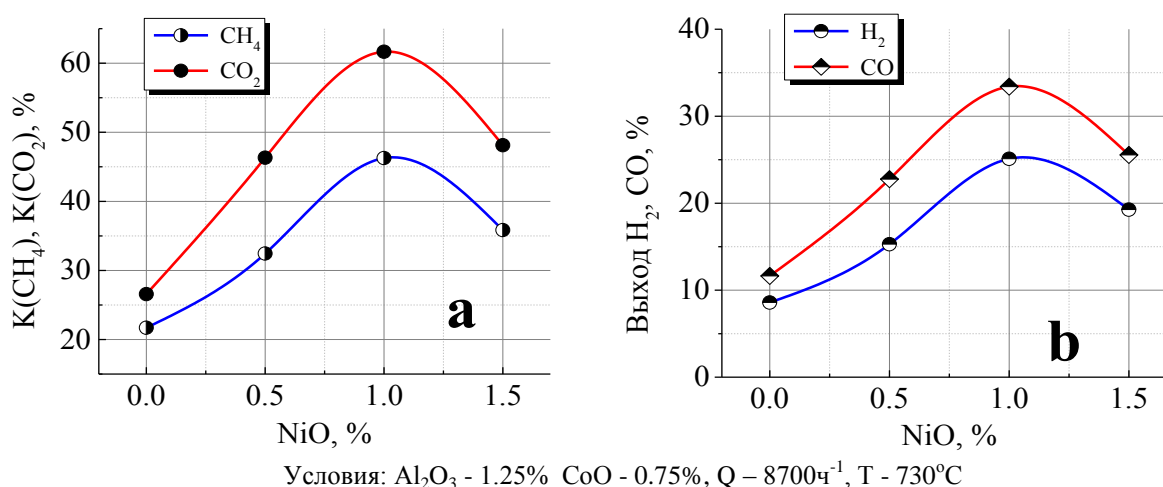 CH₄
CO₂
K(CH₄), K(CO₂), %
60
50
40
30
20
0.0 0.5 1.0 1.5
NiO, %
a
H₂
CO
Выход H₂, CO, %
40
30
20
10
0
0.0 0.5 1.0 1.5
NiO, %
b
Условия: Al₂O₃ - 1.25% CoO - 0.75%, Q – 8700ч⁻¹, T - 730°C